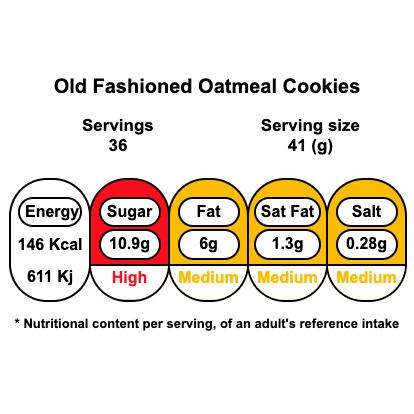 Old Fashioned Oatmeal Cookies
Servings Serving size
36 41 (g)
Energy Sugar Fat Sat Fat Salt
146 Kcal 10.9g 6g 1.3g 0.28g
611 Kj High Medium Medium Medium
* Nutritional content per serving, of an adult's reference intake